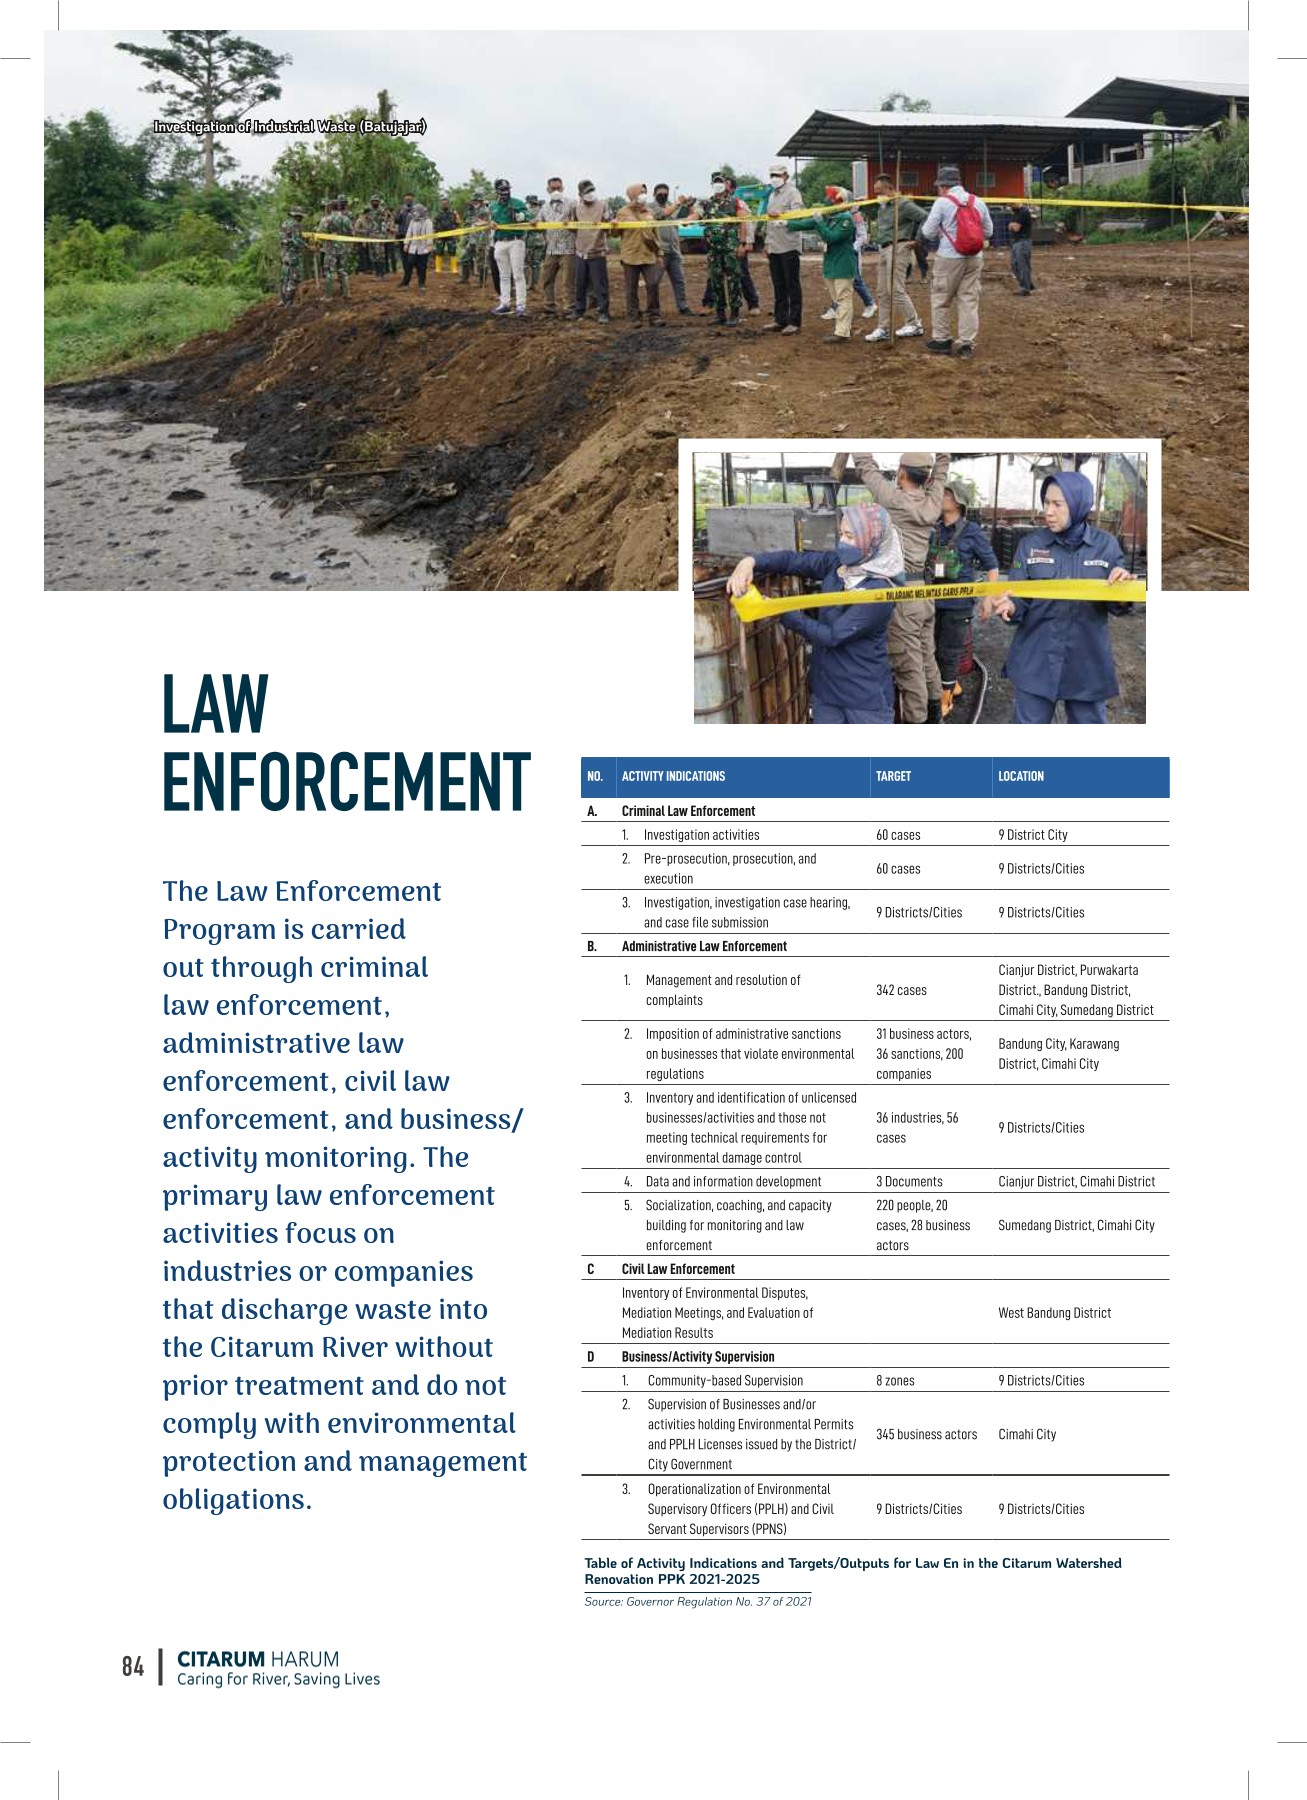 Investigation of Industrial Waste (Batujajar)
DILARANG MELINTAS GARIS PPLH
LAW
ENFORCEMENT
The Law Enforcement
Program is carried
out through criminal
law enforcement,
administrative law
enforcement, civil law
enforcement, and business/
activity monitoring. The
primary law enforcement
activities focus on
industries or companies
that discharge waste into
the Citarum River without
prior treatment and do not
comply with environmental
protection and management
obligations.
NO. ACTIVITY INDICATIONS TARGET LOCATION
A. Criminal Law Enforcement
1. Investigation activities 60 cases 9 District City
2. Pre-prosecution, prosecution, and
execution
60 cases 9 Districts/Cities
3. Investigation, investigation case hearing,
and case file submission
9 Districts/Cities 9 Districts/Cities
B. Administrative Law Enforcement
1. Management and resolution of
complaints
342 cases
Cianjur District, Purwakarta
District., Bandung District,
Cimahi City, Sumedang District
2. Imposition of administrative sanctions
on businesses that violate environmental
regulations
31 business actors,
36 sanctions, 200
companies
Bandung City, Karawang
District, Cimahi City
3. Inventory and identification of unlicensed
businesses/activities and those not
meeting technical requirements for
environmental damage control
36 industries, 56
cases
9 Districts/Cities
4. Data and information development 3 Documents Cianjur District, Cimahi District
5. Socialization, coaching, and capacity
building for monitoring and law
enforcement
220 people, 20
cases, 28 business
actors
Sumedang District, Cimahi City
C Civil Law Enforcement
Inventory of Environmental Disputes,
Mediation Meetings, and Evaluation of
Mediation Results
West Bandung District
D Business/Activity Supervision
1. Community-based Supervision 8 zones 9 Districts/Cities
2. Supervision of Businesses and/or
activities holding Environmental Permits
and PPLH Licenses issued by the District/
City Government
345 business actors Cimahi City
3. Operationalization of Environmental
Supervisory Officers (PPLH) and Civil
Servant Supervisors (PPNS)
9 Districts/Cities 9 Districts/Cities
Table of Activity Indications and Targets/Outputs for Law En in the Citarum Watershed
Renovation PPK 2021-2025
Source: Governor Regulation No. 37 of 2021
84
CITARUM HARUM
Caring for River, Saving Lives